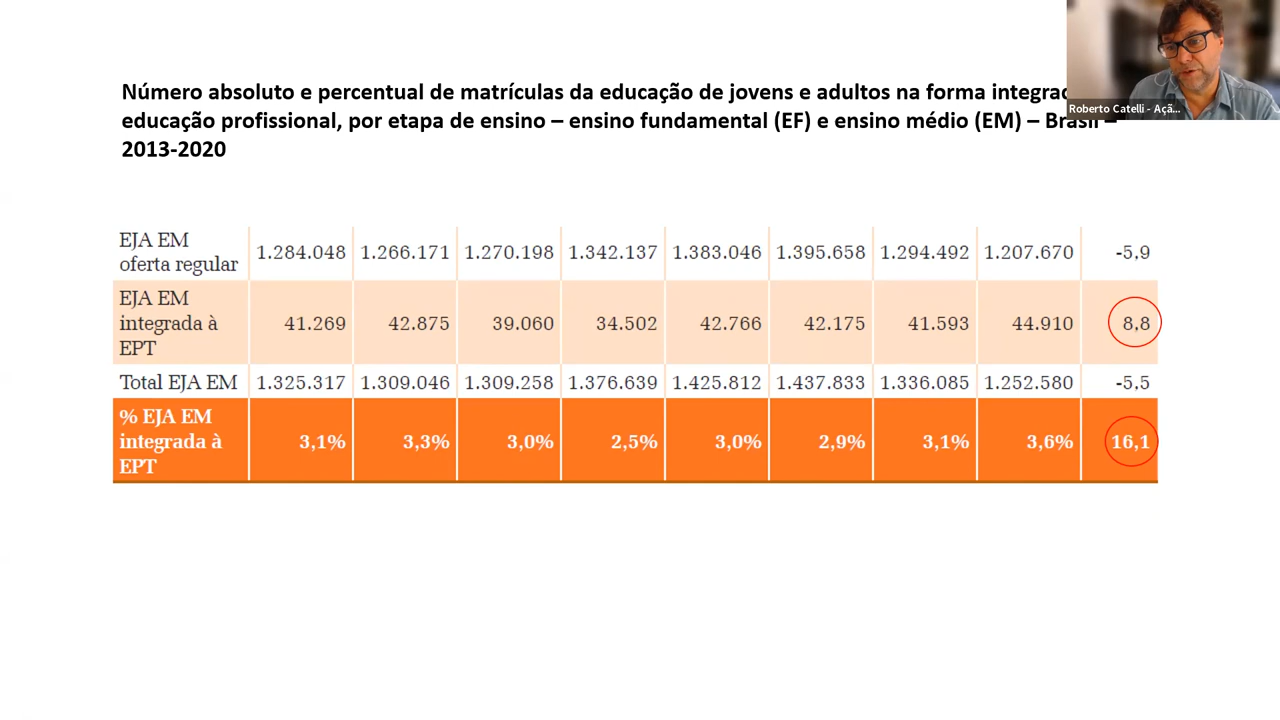 Número absoluto e percentual de matrículas da educação de jovens e adultos na forma
educação profissional, por etapa de ensino – ensino fundamental (EF) e ensino médio (EM) – Brasil –
2013-2020
Roberto Catelli - Açã...
EJA EM
oferta regular 1.284.048 1.266.171 1.270.198 1.342.137 1.383.046 1.395.658 1.294.492 1.207.670 -5,9
EJA EM
integrada à 41.269 42.875 39.060 34.502 42.766 42.175 41.593 44.910 8,8
EPT
Total EJA EM 1.325.317 1.309.046 1.309.258 1.376.639 1.425.812 1.437.833 1.336.085 1.252.580 -5,5
% EJA EM
integrada à 3,1% 3,3% 3,0% 2,5% 3,0% 2,9% 3,1% 3,6% 16,1
EPT